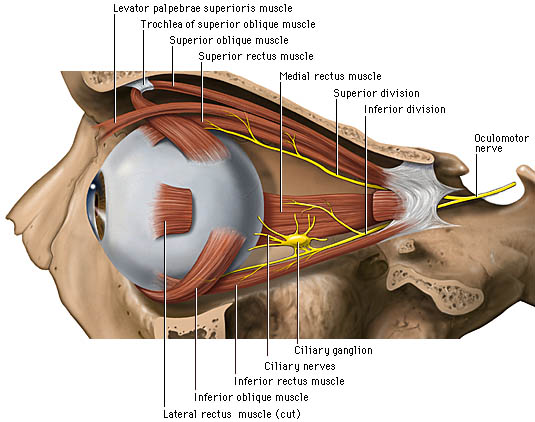 Levator palpebrae superioris muscle
Trochlea of superior oblique muscle
Superior oblique muscle
Superior rectus muscle
Medial rectus muscle
Superior division
Inferior division
Oculomotor
nerve
Ciliary ganglion
Ciliary nerves
Inferior rectus muscle
Inferior oblique muscle
Lateral rectus muscle (cut)